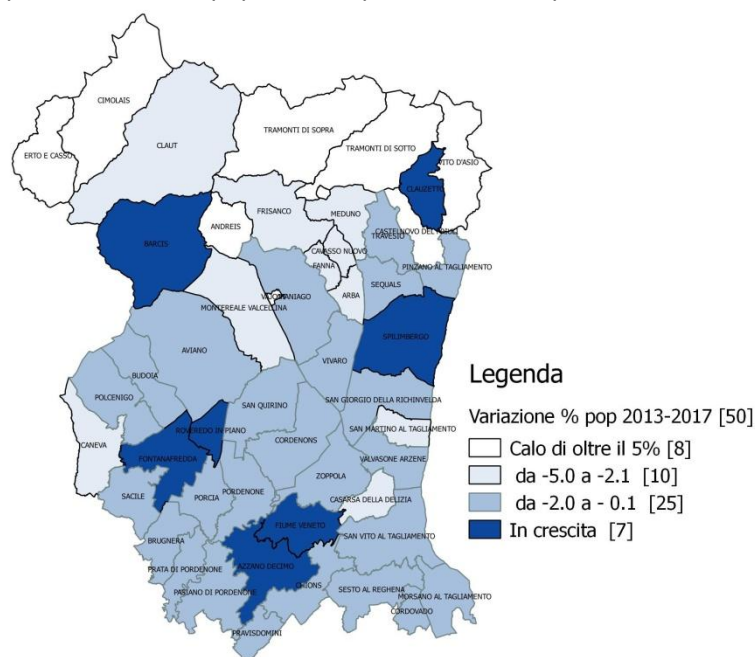 CIMOLAIS
TRAMONTI DI SOPRA
TRAMONTI DI SOTTO
ERTO E CASSO
CLAUT
VITO D'ASIO
CLAUZETTO
FRISANCO
MEDUNO
ANDREIS
CASTELNOVO DEL
TRAVESIO
BARCIS
CAVASSO NUOVO
PINZANO AL TAGLIAMENTO
FANNA
SEQUALS
ARBA
MANIAGO
MONTEREALE VALCELLINA
SPILIMBERGO
AVIANO
VIVARO
BUDOIA
POLCENIGO
SAN QUIRINO
SAN GIORGIO DELLA RICHINVELDA
ROVEREDO IN PIANO
SAN MARTINO AL TAGLIAMENTO
CANEVA
CORDENONS
FONTANAFREDDA
VALVASONE ARZENE
ZOPPOLA
SACILE
PORCIA
PORDENONE
CASARSA DELLA DELIZIA
FIUME VENETO
BRUGNERA
SAN VITO AL TAGLIAMENTO
PRATA DI PORDENONE
AZZANO DECIMO
PASIANO DI PORDENONE
CHIONS
SESTO AL REGHENA
MORSANO AL TAGLIAMENTO
CORDOVADO
PRAVISDOMINI
Legenda
Variazione % pop 2013-2017 [50]
Calo di oltre il 5% [8]
da -5.0 a -2.1 [10]
da -2.0 a - 0.1 [25]
In crescita [7]